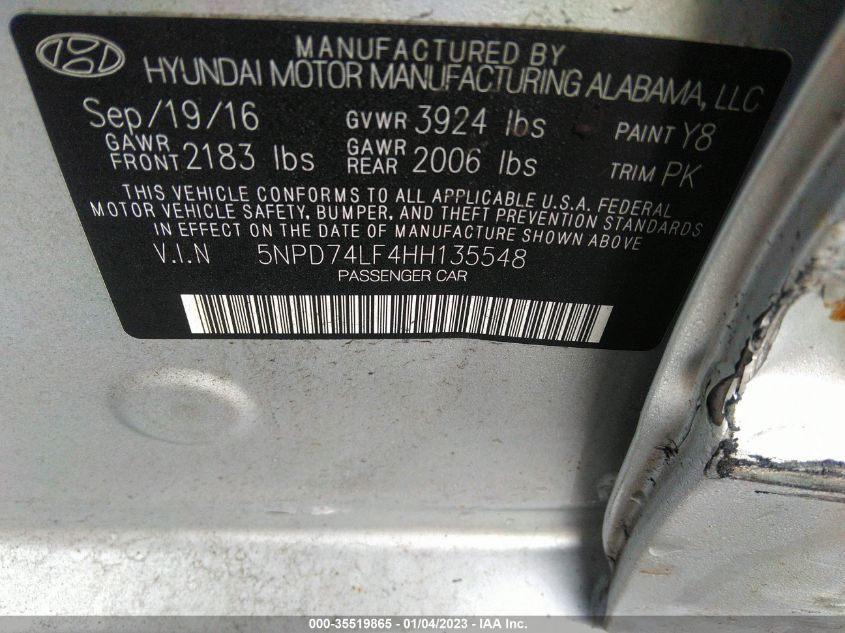 MANUFACTURED BY
HYUNDAI MOTOR MANUFACTURING ALABAMA, LLC
Sep/19/16 GVWR 3924 lbs PAINT Y8
GAWR FRONT 2183 lbs GAWR REAR 2006 lbs TRIM PK
THIS VEHICLE CONFORMS TO ALL APPLICABLE U.S.A. FEDERAL
MOTOR VEHICLE SAFETY, BUMPER, AND THEFT PREVENTION STANDARDS
IN EFFECT ON THE DATE OF MANUFACTURE SHOWN ABOVE.
V.I.N 5NPD74LF4HH135548
PASSENGER CAR
000-35519865 - 01/04/2023 - IAA Inc.